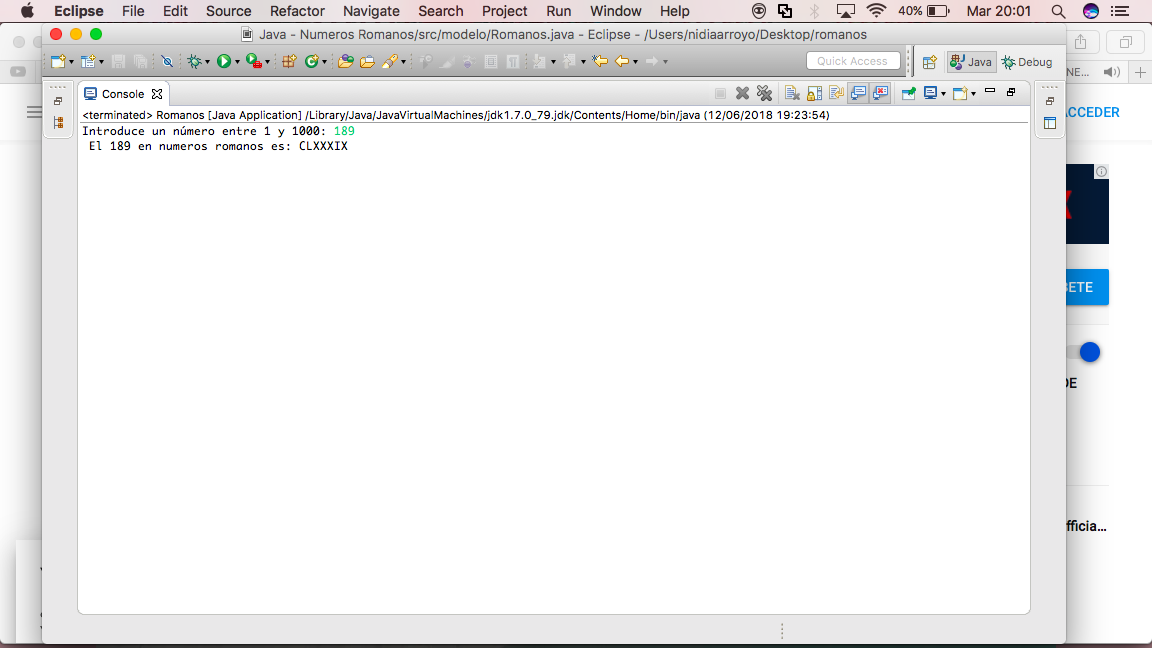 Eclipse File Edit Source Refactor Navigate Search Project Run Window Help 40% Mar 20:01
Java - Numeros Romanos/src/modelo/Romanos.java - Eclipse - /Users/nidiaarroyo/Desktop/romanos
Quick Access Java Debug
NE...
Console
<terminated> Romanos [Java Application] /Library/Java/JavaVirtualMachines/jdk1.7.0_79.jdk/Contents/Home/bin/java (12/06/2018 19:23:54)
Introduce un número entre 1 y 1000: 189
El 189 en numeros romanos es: CLXXXIX
CCEDER
BETE
DE
fficia...